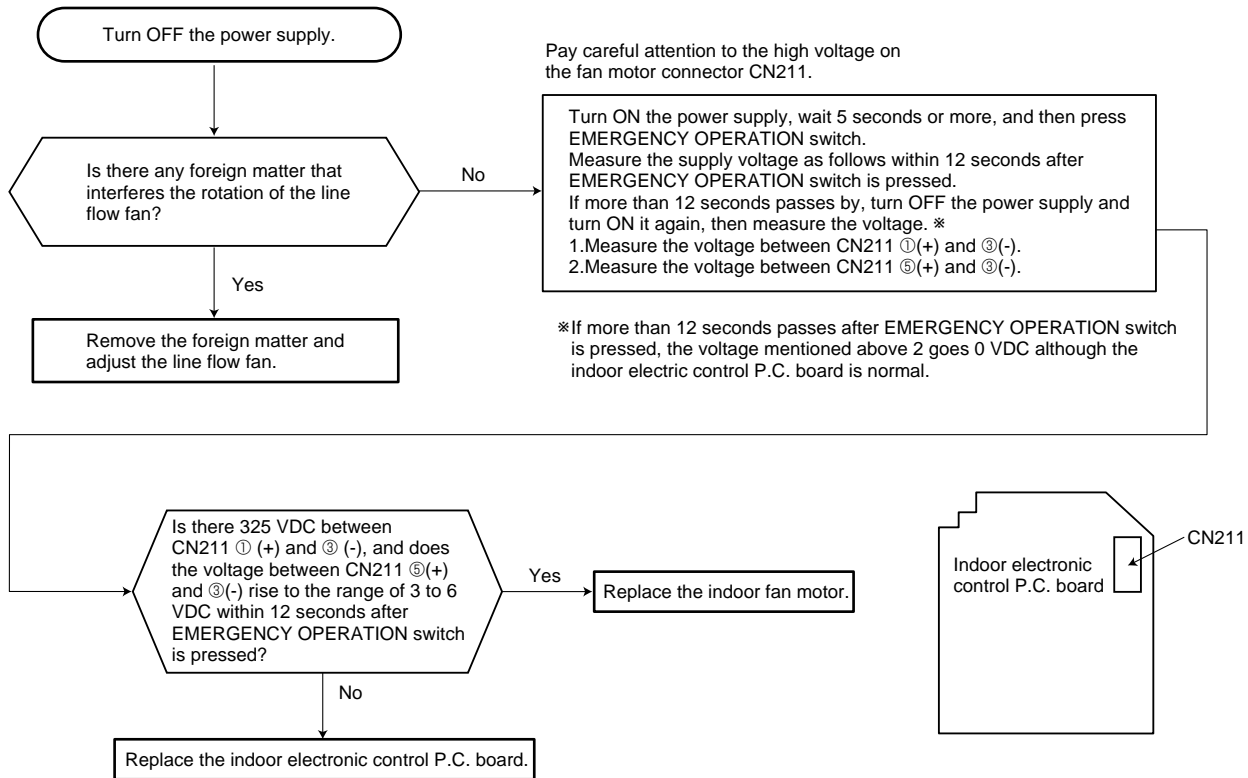 Turn OFF the power supply.
Is there any foreign matter that
interferes the rotation of the line
flow fan?
No
Yes
Remove the foreign matter and
adjust the line flow fan.
Pay careful attention to the high voltage on
the fan motor connector CN211.
Turn ON the power supply, wait 5 seconds or more, and then press
EMERGENCY OPERATION switch.
Measure the supply voltage as follows within 12 seconds after
EMERGENCY OPERATION switch is pressed.
If more than 12 seconds passes by, turn OFF the power supply and
turn ON it again, then measure the voltage. ※
1.Measure the voltage between CN211 ①(+) and ③(-).
2.Measure the voltage between CN211 ⑤(+) and ③(-).
※If more than 12 seconds passes after EMERGENCY OPERATION switch
is pressed, the voltage mentioned above 2 goes 0 VDC although the
indoor electric control P.C. board is normal.
Is there 325 VDC between
CN211 ① (+) and ③ (-), and does
the voltage between CN211 ⑤(+)
and ③(-) rise to the range of 3 to 6
VDC within 12 seconds after
EMERGENCY OPERATION switch
is pressed?
Yes
Replace the indoor fan motor.
No
Replace the indoor electronic control P.C. board.
Indoor electronic
control P.C. board
CN211